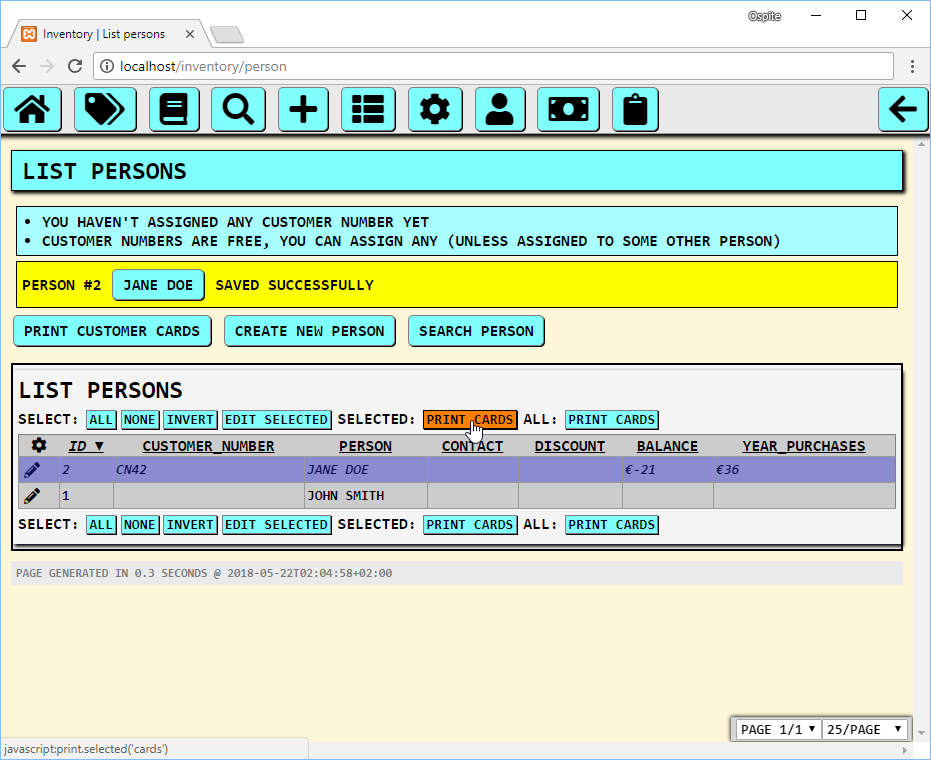 Ospite
Inventory | List persons
localhost/inventory/person
LIST PERSONS
• YOU HAVEN'T ASSIGNED ANY CUSTOMER NUMBER YET
• CUSTOMER NUMBERS ARE FREE, YOU CAN ASSIGN ANY (UNLESS ASSIGNED TO SOME OTHER PERSON)
PERSON #2 JANE DOE SAVED SUCCESSFULLY
PRINT CUSTOMER CARDS CREATE NEW PERSON SEARCH PERSON
LIST PERSONS
SELECT: ALL NONE INVERT EDIT SELECTED SELECTED: PRINT CARDS ALL: PRINT CARDS
ID ▼ CUSTOMER_NUMBER PERSON CONTACT DISCOUNT BALANCE YEAR_PURCHASES
2 CN42 JANE DOE €-21 €36
1 JOHN SMITH
SELECT: ALL NONE INVERT EDIT SELECTED SELECTED: PRINT CARDS ALL: PRINT CARDS
PAGE GENERATED IN 0.3 SECONDS @ 2018-05-22T02:04:58+02:00
PAGE 1/1 ▼ 25/PAGE ▼
javascript:print.selected('cards')